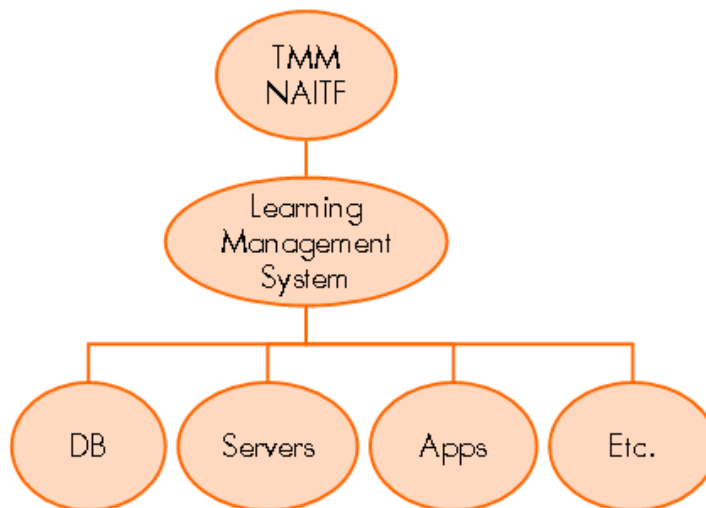 TMM
NAITF
Learning
Management
System
DB
Servers
Apps
Etc.